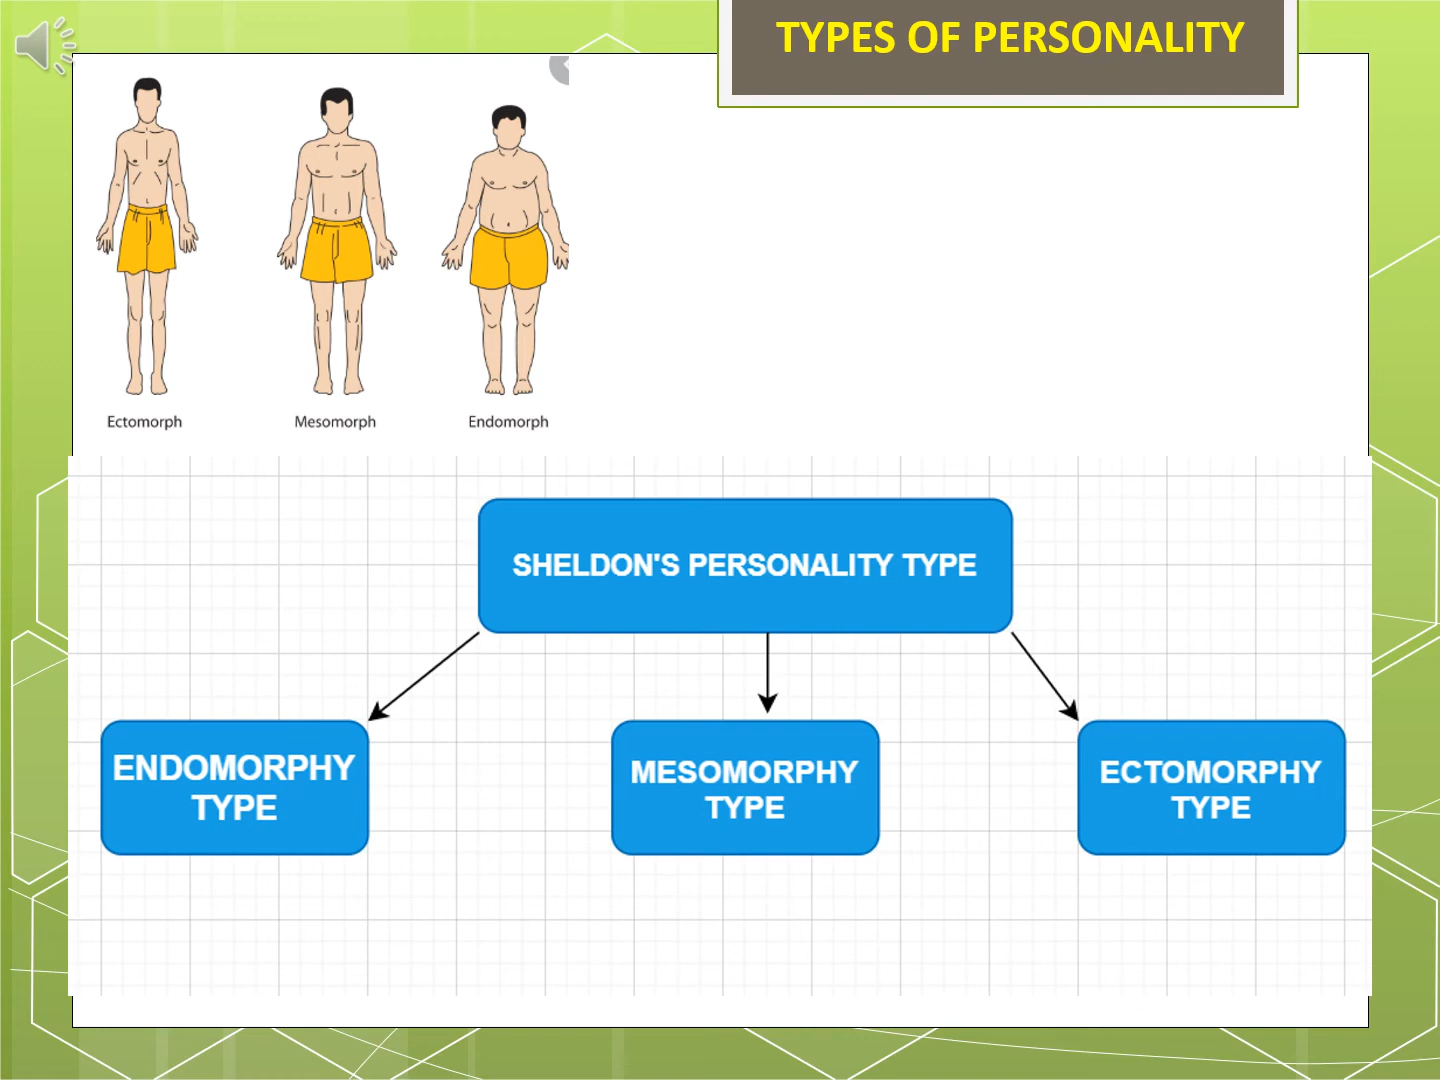 TYPES OF PERSONALITY
Ectomorph
Mesomorph
Endomorph
SHELDON'S PERSONALITY TYPE
ENDOMORPHY
TYPE
MESOMORPHY
TYPE
ECTOMORPHY
TYPE